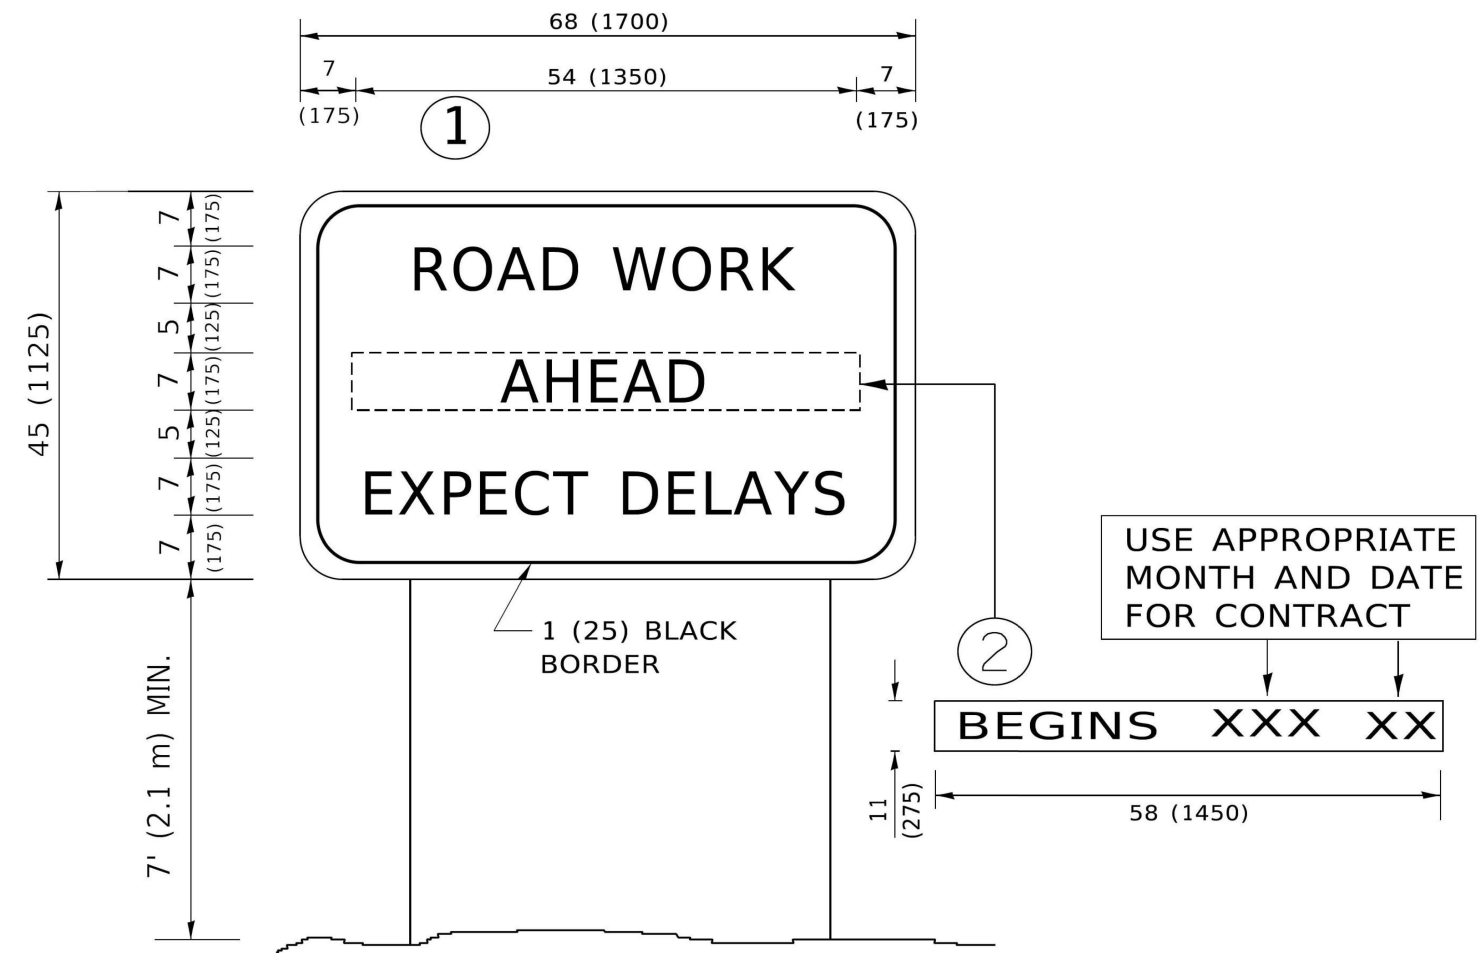 68 (1700)
7
54 (1350)
7
(175)
(175)
1
45 (1125)
7
(175)
7
(175)
5
(125)
7
(175)
5
(125)
7
(175)
7
(175)
ROAD WORK
AHEAD
EXPECT DELAYS
1 (25) BLACK
BORDER
7' (2.1 m) MIN.
USE APPROPRIATE
MONTH AND DATE
FOR CONTRACT
2
BEGINS XXX XX
11
(275)
58 (1450)